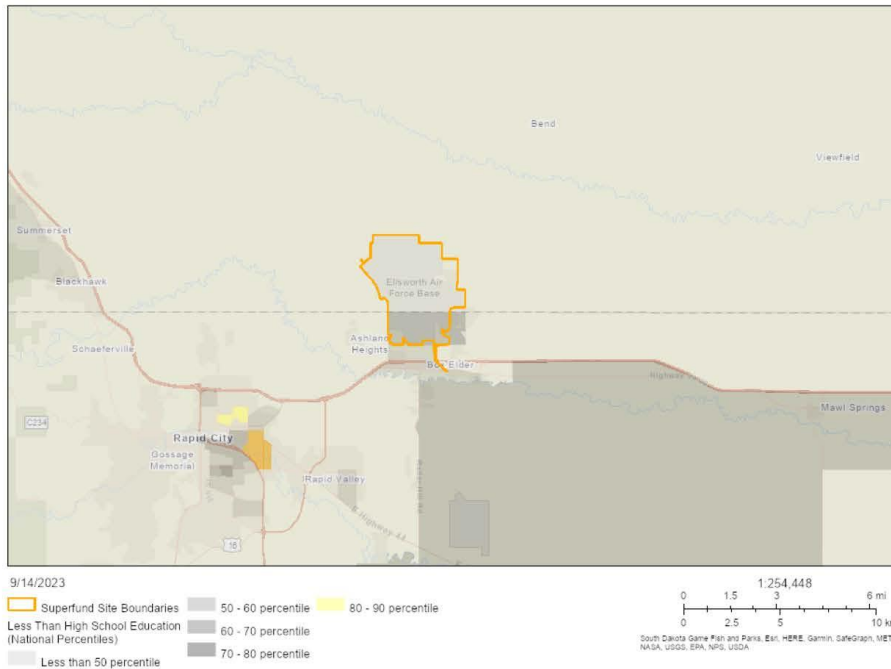 Bend
Viewfield
Summerset
Blackhawk
Ellsworth Air
Force Base
Ashland
Heights
Schaeferville
Box Elder
Highway
C234
Mawl Springs
Rapid City
Gossage
Memorial
Rapid Valley
E Highway 44
16
9/14/2023
1:254,448
Superfund Site Boundaries
Less Than High School Education
(National Percentiles)
Less than 50 percentile
50 - 60 percentile
60 - 70 percentile
70 - 80 percentile
80 - 90 percentile
0 1.5 3 6 mi
0 2.5 5 10 km
South Dakota Game Fish and Parks, Esri, HERE, Garmin, SafeGraph, MET
NASA, USGS, EPA, NPS, USDA